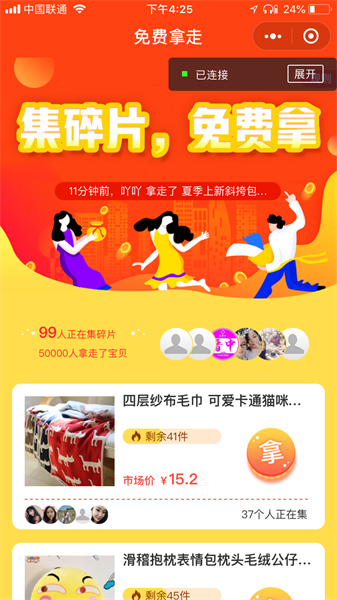 中国联通 下午4:25 24%
免费拿走
已连接 展开
集碎片，免费拿
11分钟前，吖吖 拿走了 夏季上新斜挎包...
99人正在集碎片
50000人拿走了宝贝
四层纱布毛巾 可爱卡通猫咪...
剩余41件
拿
市场价 ￥15.2
37个人正在集
滑稽抱枕表情包枕头毛绒公仔...
剩余45件